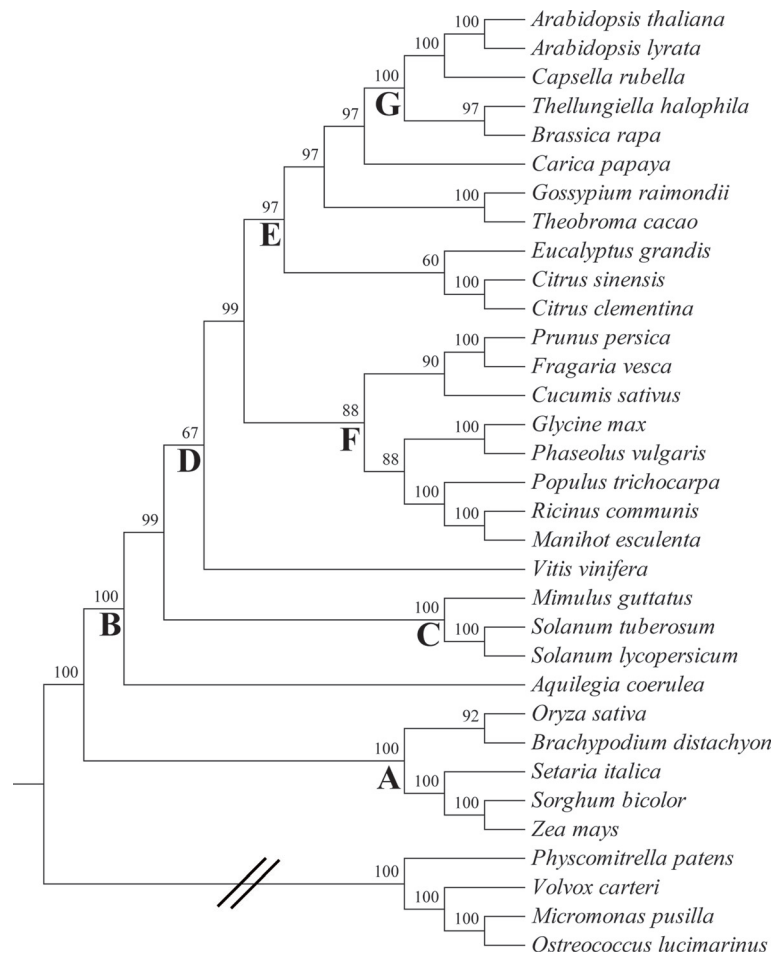 100 Arabidopsis thaliana
100 Arabidopsis lyrata
100 Capsella rubella
G 97 Thellungiella halophila
97 Brassica rapa
97 Carica papaya
97 100 Gossypium raimondii
E Theobroma cacao
60 Eucalyptus grandis
100 Citrus sinensis
99 Citrus clementina
100 Prunus persica
90 Fragaria vesca
Cucumis sativus
88 100 Glycine max
F 88 Phaseolus vulgaris
67 Populus trichocarpa
D 100 100 Ricinus communis
99 Manihot esculenta
Vitis vinifera
100 100 Mimulus guttatus
B C 100 Solanum tuberosum
Solanum lycopersicum
100 Aquilegia coerulea
92 Oryza sativa
100 Brachypodium distachyon
A 100 Setaria italica
100 Sorghum bicolor
Zea mays
100 Physcomitrella patens
100 Volvox carteri
100 Micromonas pusilla
Ostreococcus lucimarinus